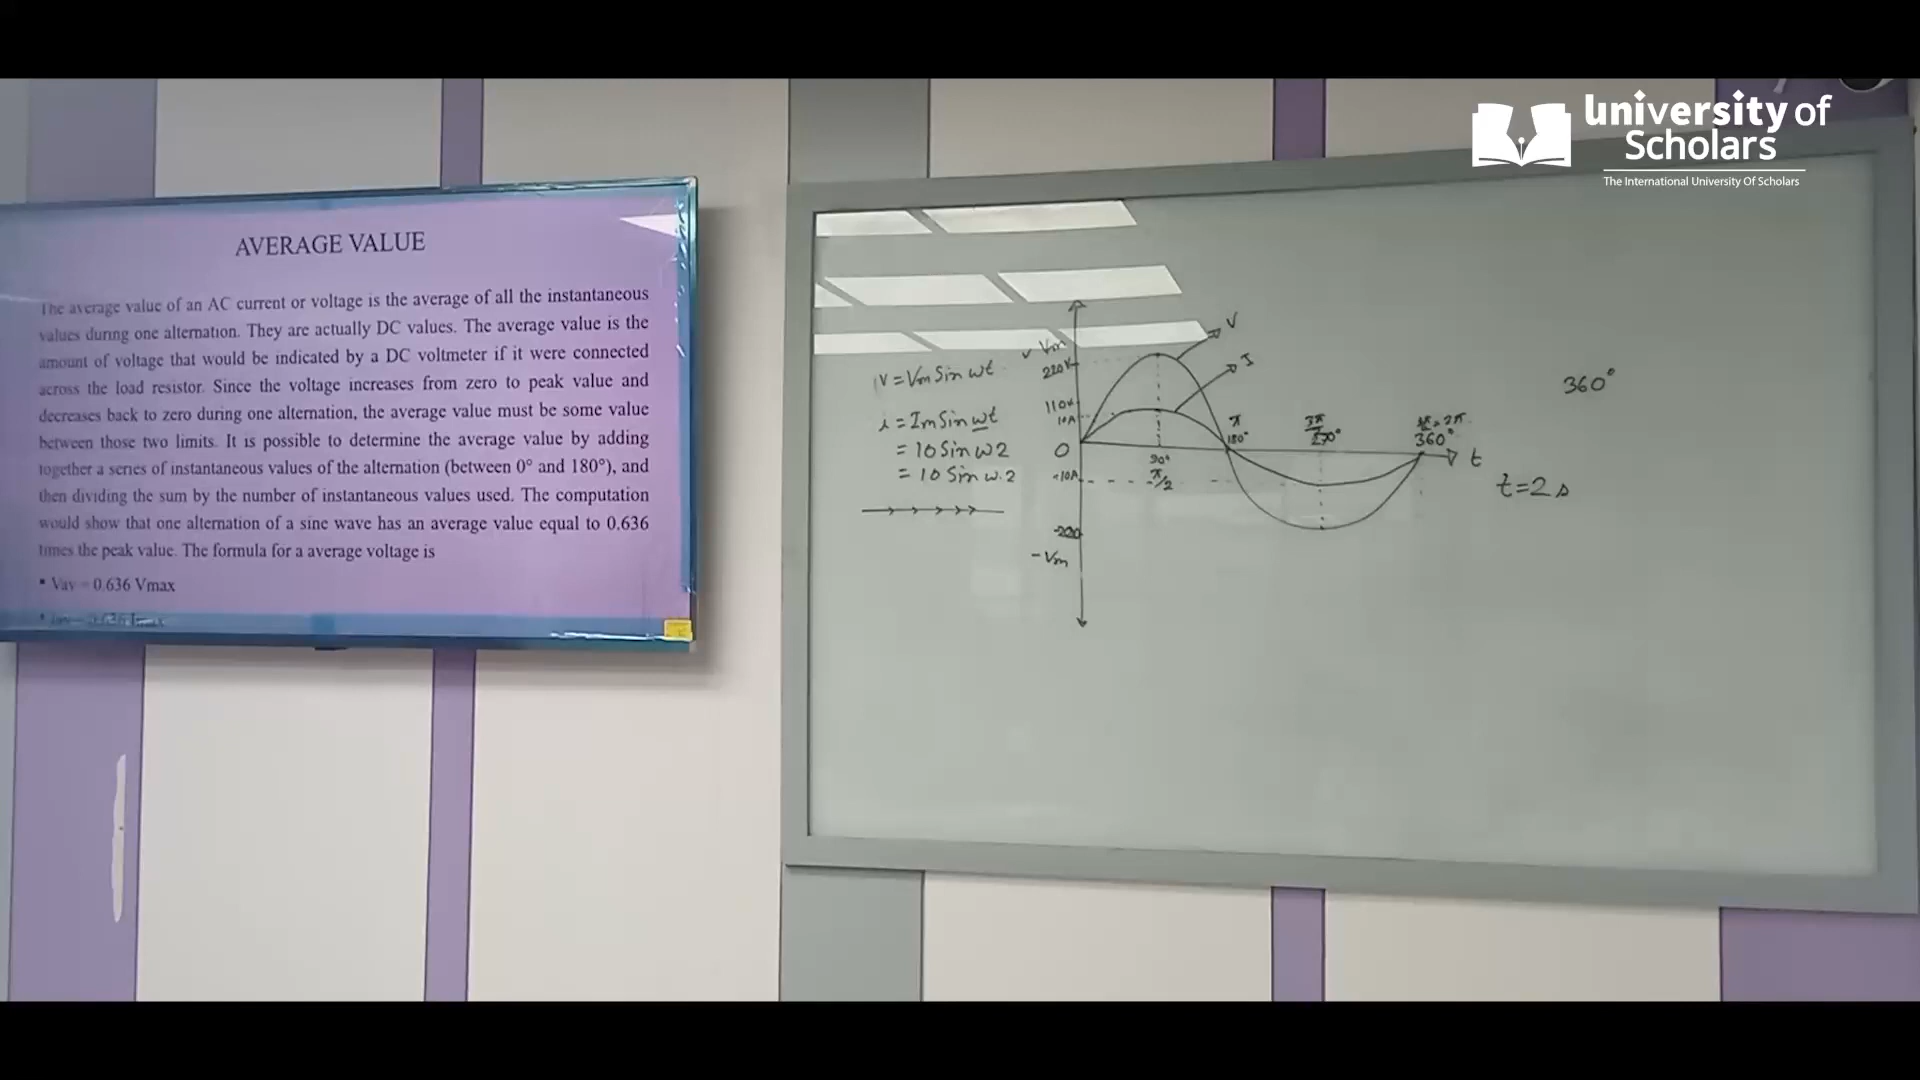 University of
Scholars
The International University Of Scholars
AVERAGE VALUE
The average value of an AC current or voltage is the average of all the instantaneous
values during one alternation. They are actually DC values. The average value is the
amount of voltage that would be indicated by a DC voltmeter if it were connected
across the load resistor. Since the voltage increases from zero to peak value and
decreases back to zero during one alternation, the average value must be some value
between those two limits. It is possible to determine the average value by adding
together a series of instantaneous values of the alternation (between 0° and 180°), and
then dividing the sum by the number of instantaneous values used. The computation
would show that one alternation of a sine wave has an average value equal to 0.636
times the peak value. The formula for a average voltage is
▪ Vav = 0.636 Vmax
V = Vm Sin ωt
i = Im Sin ωt
= 10 Sin ω2
= 10 Sin ω.2
Vm
220V
110V
10A
0
-10A
-220
-Vm
V
I
90°
π/2
π
180°
3π/2
270°
2π
360°
t
360°
t=2s